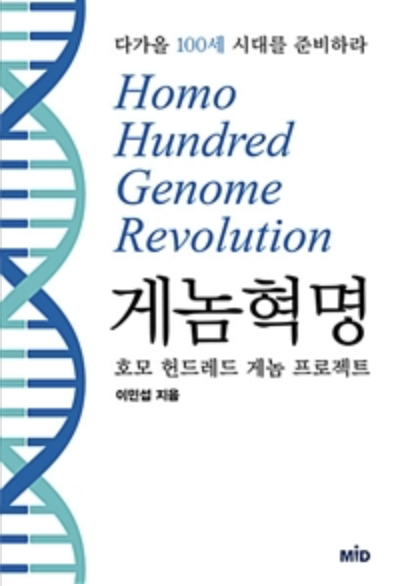 다가올 100세 시대를 준비하라
Homo
Hundred
Genome
Revolution
게놈혁명
호모 헌드레드 게놈 프로젝트
이민섭 지음
MiD